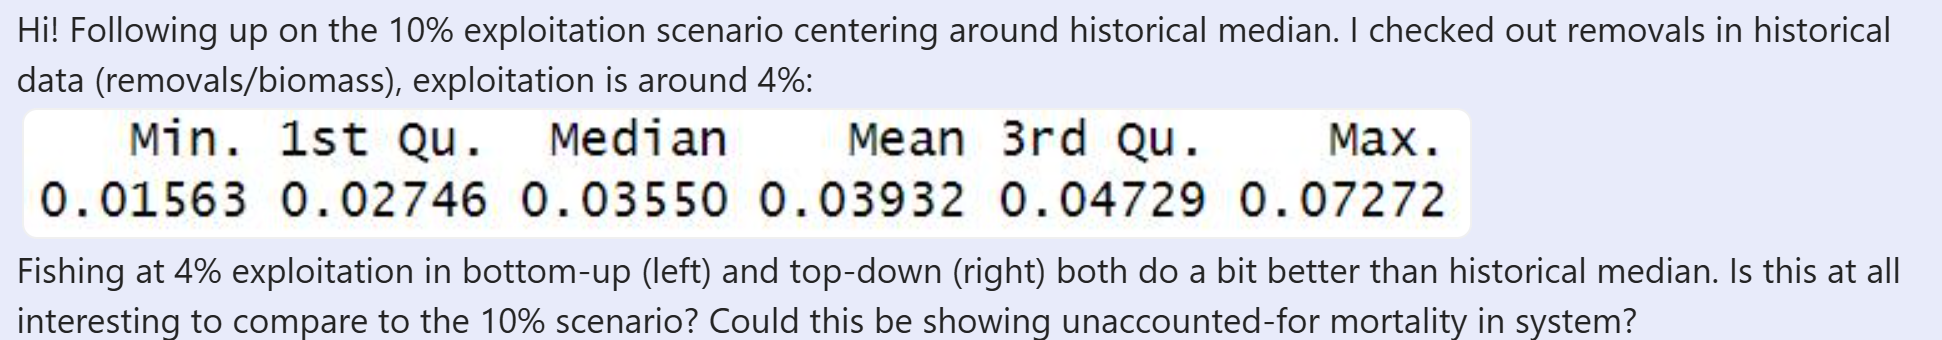 Hi! Following up on the 10% exploitation scenario centering around historical median. I checked out removals in historical
data (removals/biomass), exploitation is around 4%:
Min. 1st Qu. Median Mean 3rd Qu. Max.
0.01563 0.02746 0.03550 0.03932 0.04729 0.07272
Fishing at 4% exploitation in bottom-up (left) and top-down (right) both do a bit better than historical median. Is this at all
interesting to compare to the 10% scenario? Could this be showing unaccounted-for mortality in system?